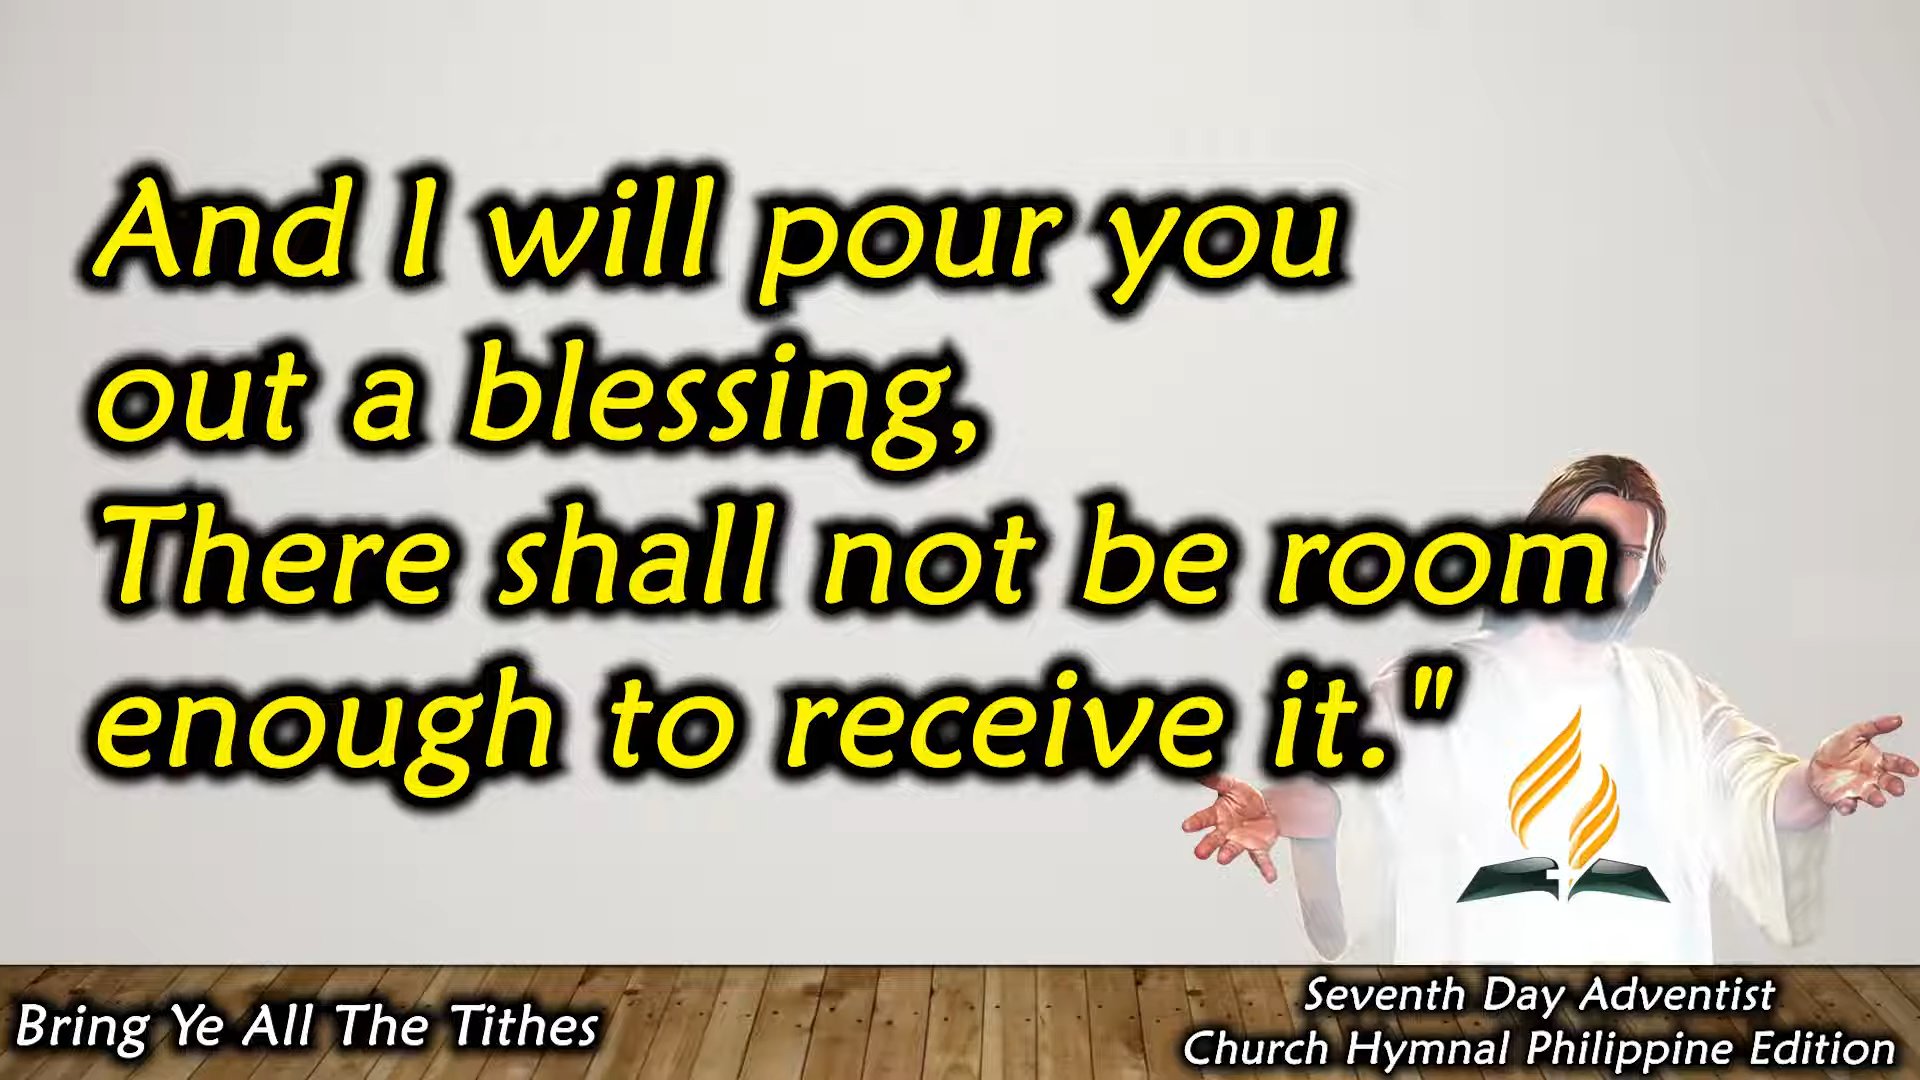 And I will pour you
out a blessing,
There shall not be room
enough to receive it."
Bring Ye All The Tithes
Seventh Day Adventist
Church Hymnal Philippine Edition